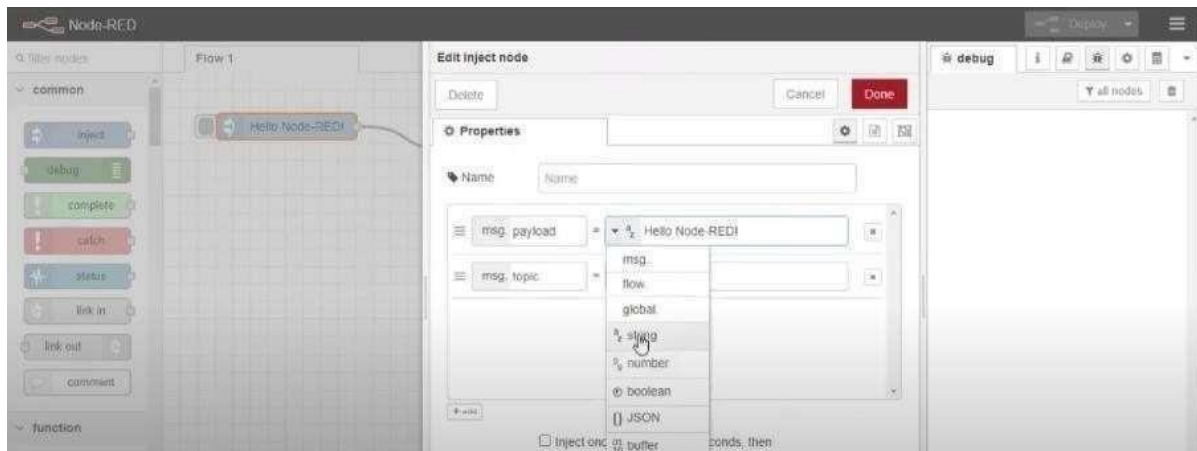 Node-RED
Deploy
filter nodes
Flow 1
Edit inject node
debug
i
all nodes
common
Delete
Cancel
Done
inject
Hello Node-RED!
Properties
debug
Name
Name
complete
catch
msg. payload
=
Hello Node-RED!
status
msg.
msg. topic
=
flow
link in
global
link out
string
number
comment
boolean
+ add
{} JSON
function
Inject onc
buffer
conds, then